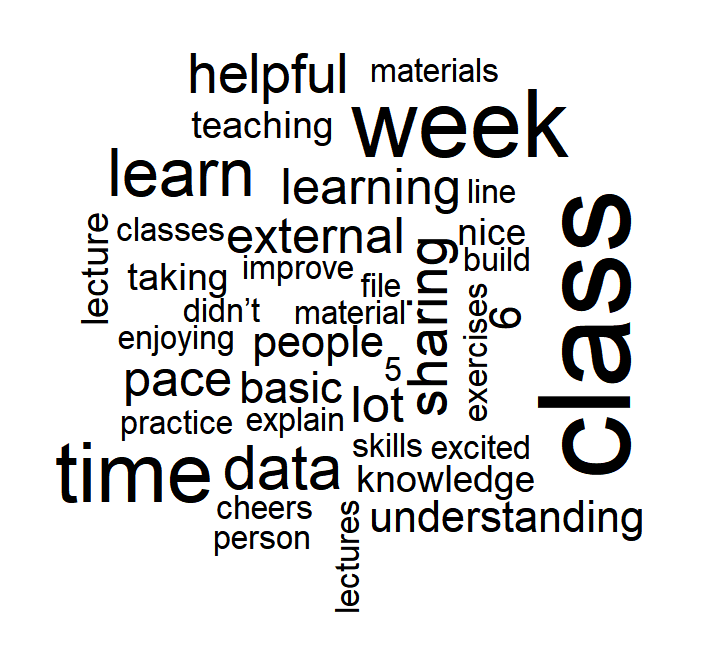 helpful
materials
week
teaching
learn
learning
line
class
lecture
classes
external
nice
sharing
build
improve
taking
file
exercises
6
didn’t
material
enjoying
people
5
pace
basic
lot
practice
explain
time
data
skills
excited
knowledge
cheers
understanding
person
lectures